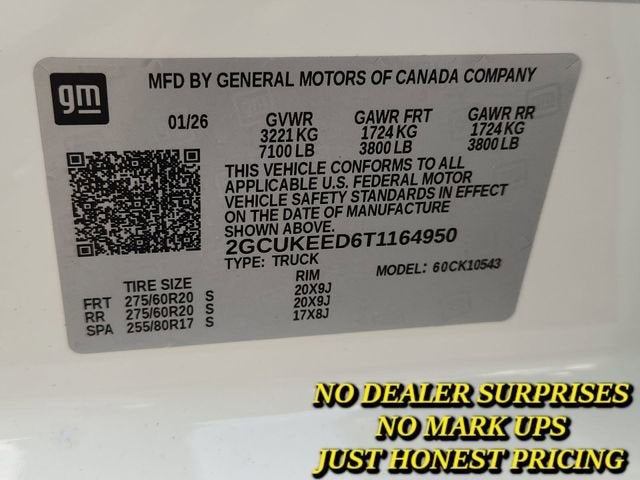 gm
MFD BY GENERAL MOTORS OF CANADA COMPANY
01/26 GVWR GAWR FRT GAWR RR
3221 KG 1724 KG 1724 KG
7100 LB 3800 LB 3800 LB
THIS VEHICLE CONFORMS TO ALL
APPLICABLE U.S. FEDERAL MOTOR
VEHICLE SAFETY STANDARDS IN EFFECT
ON THE DATE OF MANUFACTURE
SHOWN ABOVE.
2GCUKEED6T1164950
TYPE: TRUCK MODEL: 60CK10543
TIRE SIZE RIM
FRT 275/60R20 S 20X9J
RR 275/60R20 S 20X9J
SPA 255/80R17 S 17X8J
NO DEALER SURPRISES
NO MARK UPS
JUST HONEST PRICING